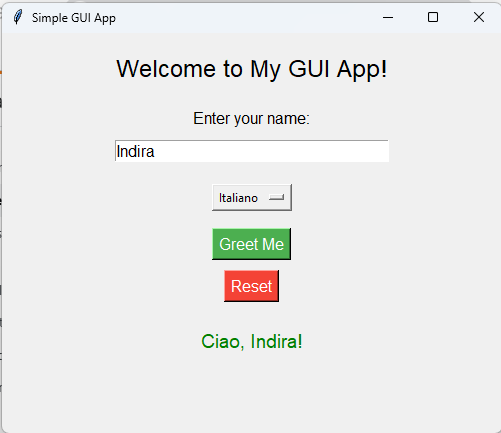 Simple GUI App
Welcome to My GUI App!
Enter your name:
Indira
Italiano
Greet Me
Reset
Ciao, Indira!